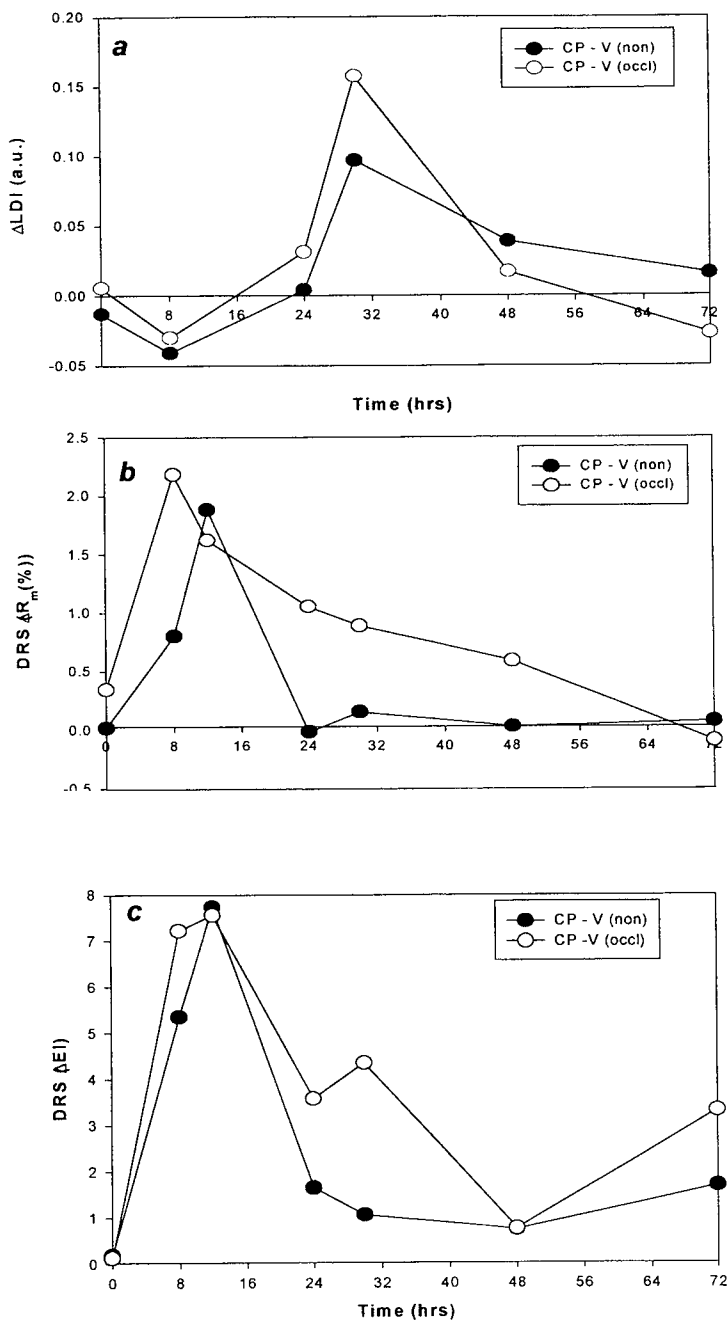 a
CP - V (non)
CP - V (occl)
0.20
0.15
0.10
0.05
0.00
-0.05
ΔLDI (a.u.)
8 24 32 40 48 56 64 72
Time (hrs)
b
CP - V (non)
CP - V (occl)
2.5
2.0
1.5
1.0
0.5
0.0
-0.5
DRS ΔRm(%))
0 8 16 24 32 40 48 56 64 72
c
CP - V (non)
CP -V (occl)
8
7
6
5
4
3
2
1
0
DRS ΔEI)
0 8 16 24 32 40 48 56 64 72
Time (hrs)